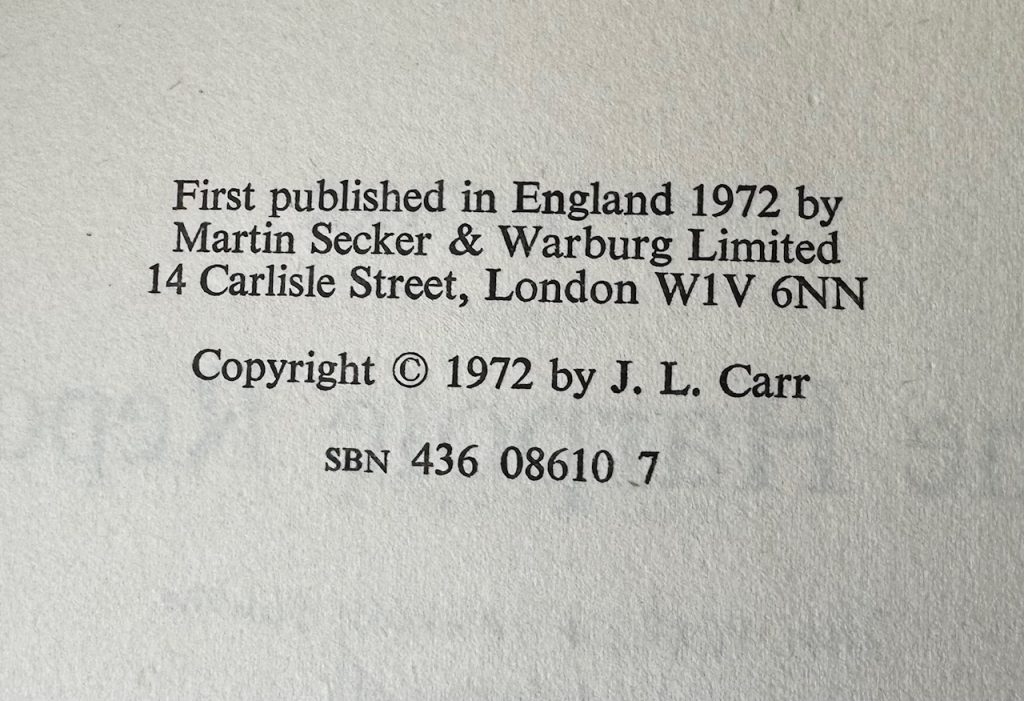 First published in England 1972 by
Martin Secker & Warburg Limited
14 Carlisle Street, London W1V 6NN
Copyright © 1972 by J. L. Carr
SBN 436 08610 7